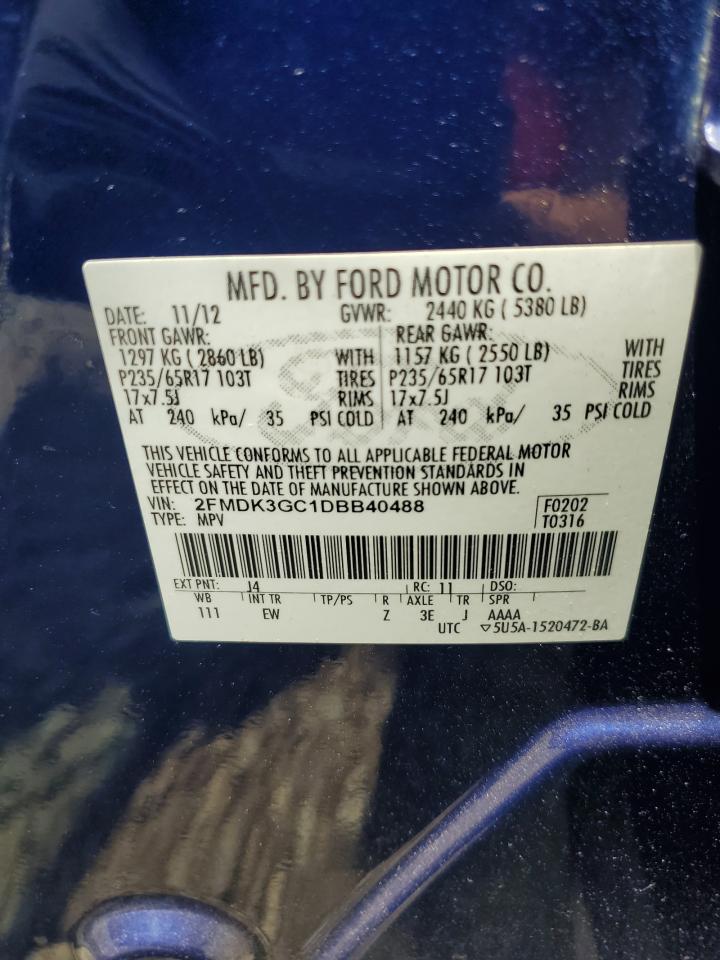 MFD. BY FORD MOTOR CO.
DATE: 11/12 GVWR: 2440 KG ( 5380 LB)
FRONT GAWR: REAR GAWR:
1297 KG (2860 LB) WITH 1157 KG ( 2550 LB) WITH
P235/65R17 103T TIRES P235/65R17 103T TIRES
17x7.5J RIMS 17x7.5J RIMS
AT 240 kPa/ 35 PSI COLD AT 240 kPa/ 35 PSI COLD
THIS VEHICLE CONFORMS TO ALL APPLICABLE FEDERAL MOTOR
VEHICLE SAFETY AND THEFT PREVENTION STANDARDS IN
EFFECT ON THE DATE OF MANUFACTURE SHOWN ABOVE.
VIN: 2FMDK3GC1DBB40488 F0202
TYPE: MPV T0316
EXT PNT: J4 RC: 11 DSO:
WB INT TR TP/PS R AXLE TR SPR
111 EW Z 3E J AAAA
UTC ▽5U5A-1520472-BA